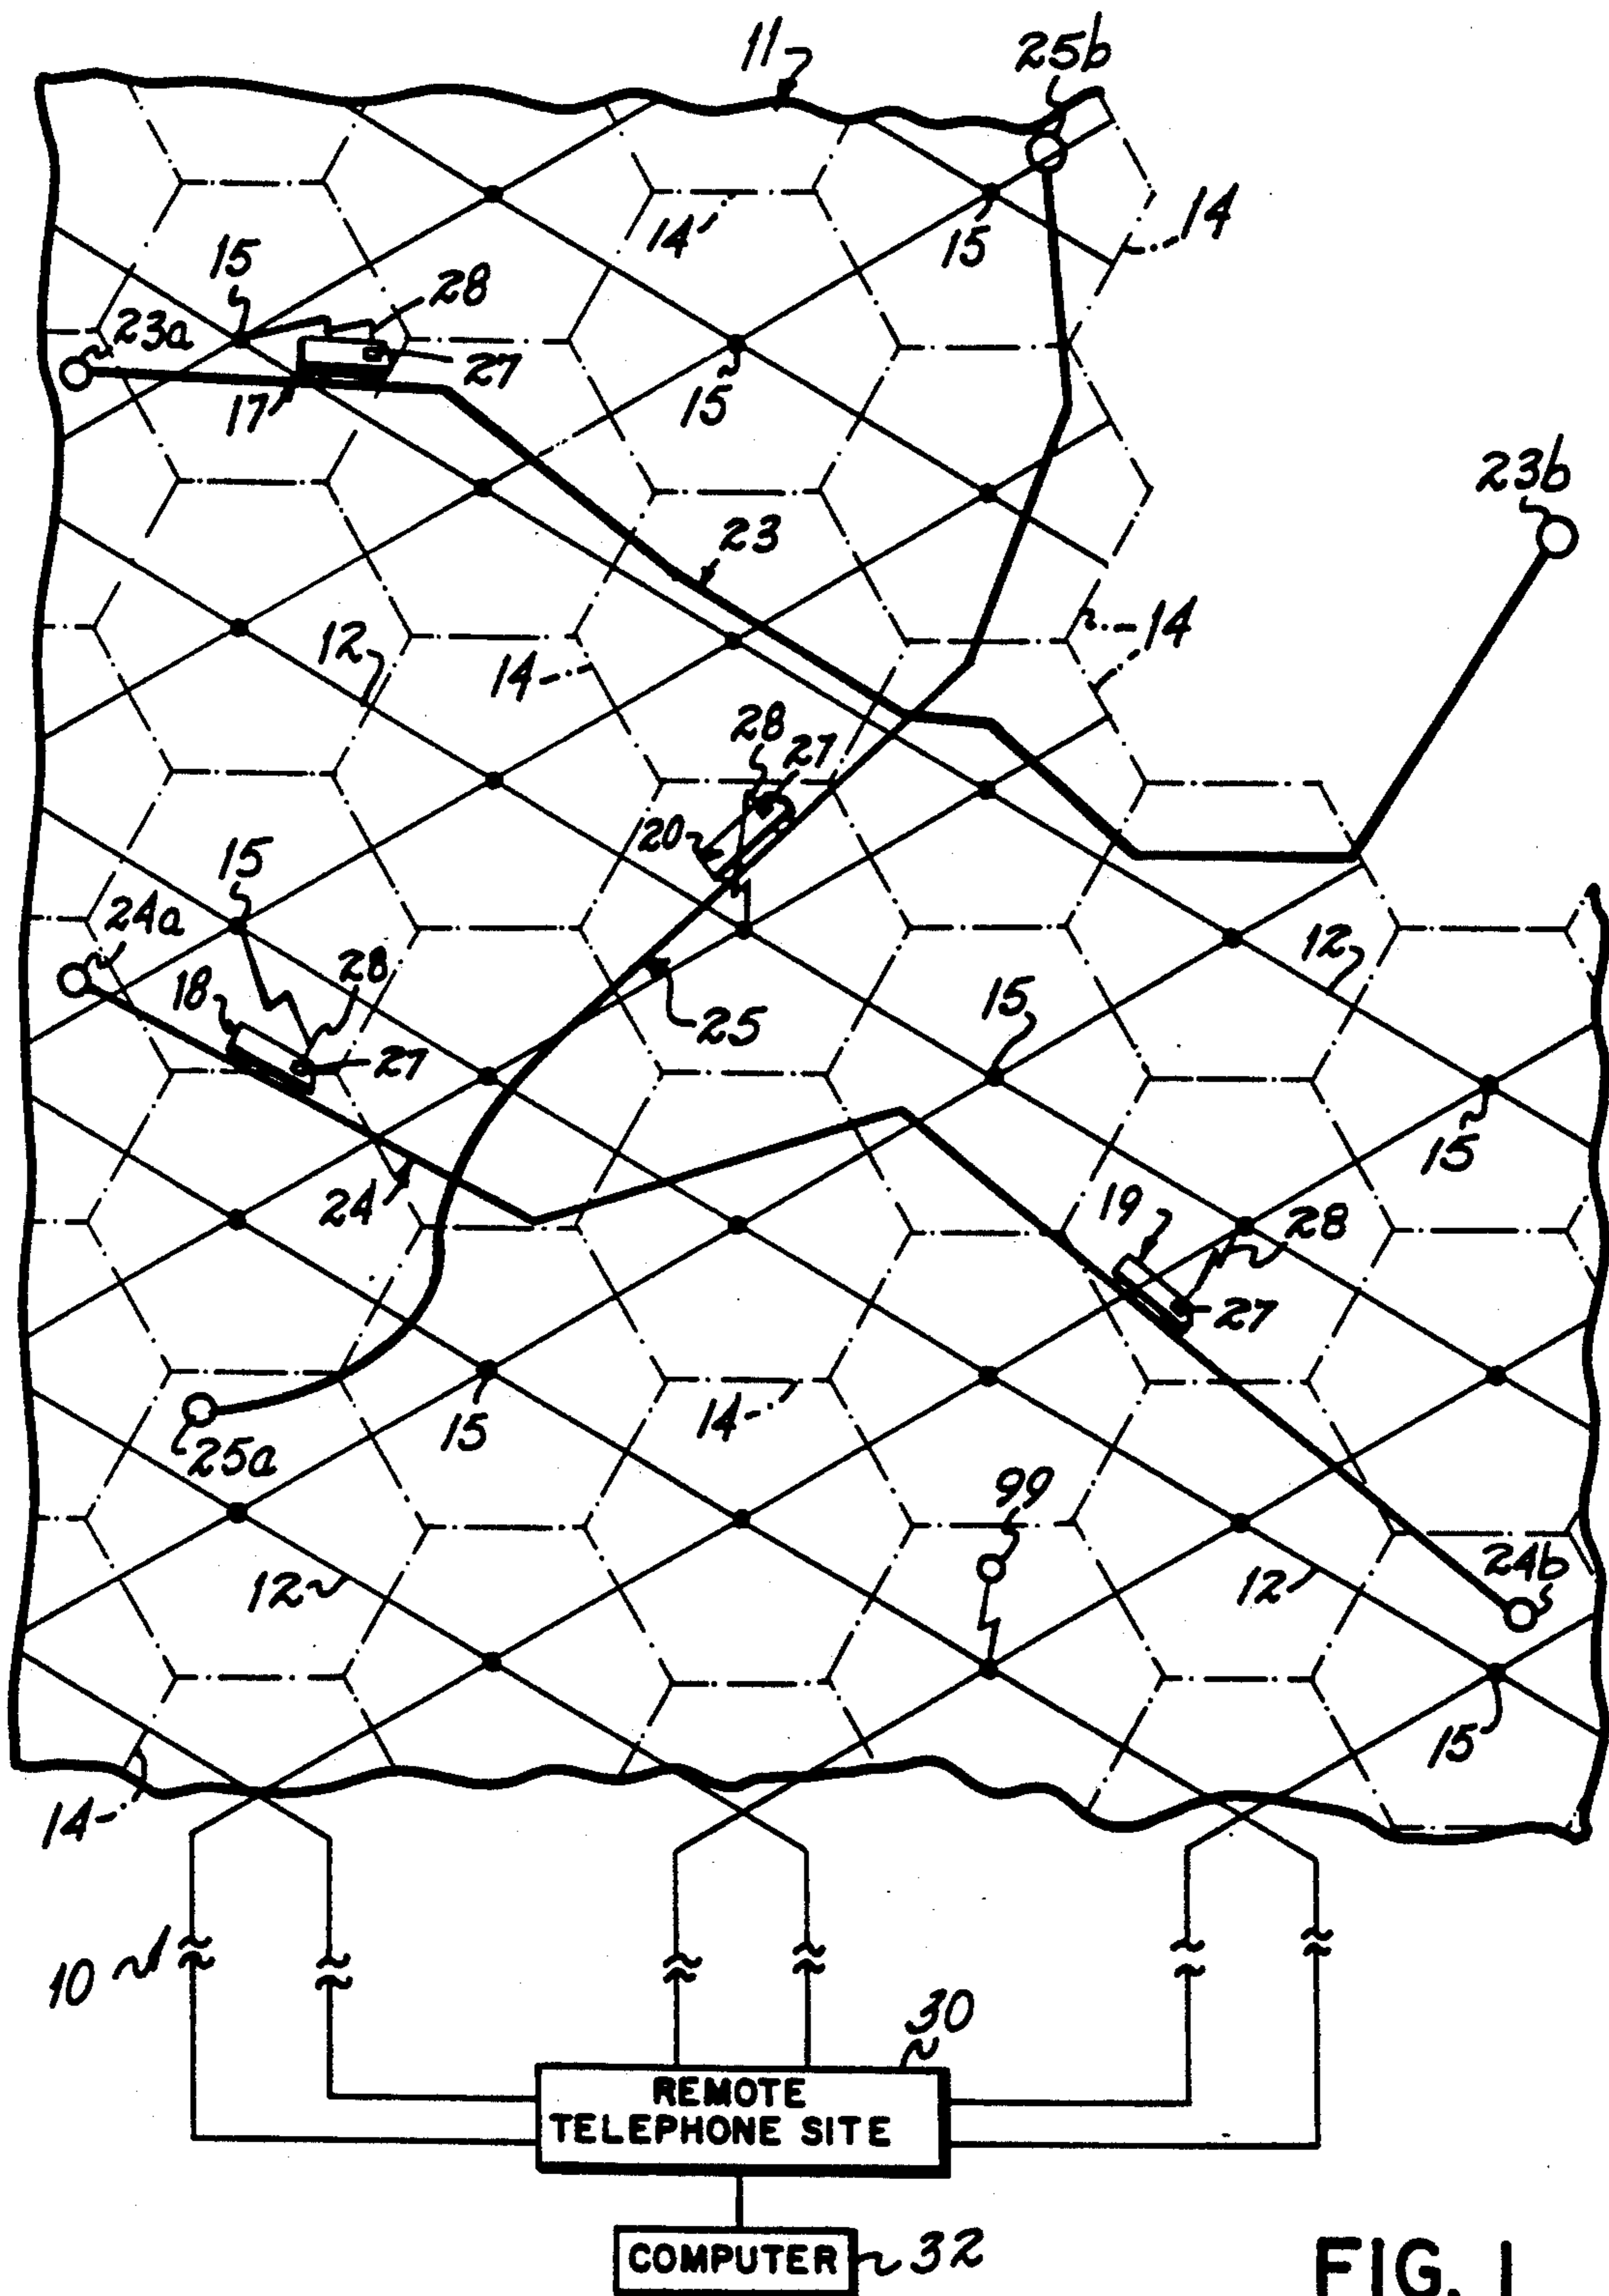 11 25b
14' 15 14
15 28
23a 27
17 15
23b
23
12 14 14
28 27
20
15
24a 12
18 28 15
27 25
15
24 19 28
27
14
15
25a
99
12 12 24b
15
14
10
30
REMOTE
TELEPHONE SITE
COMPUTER 32
FIG. 1